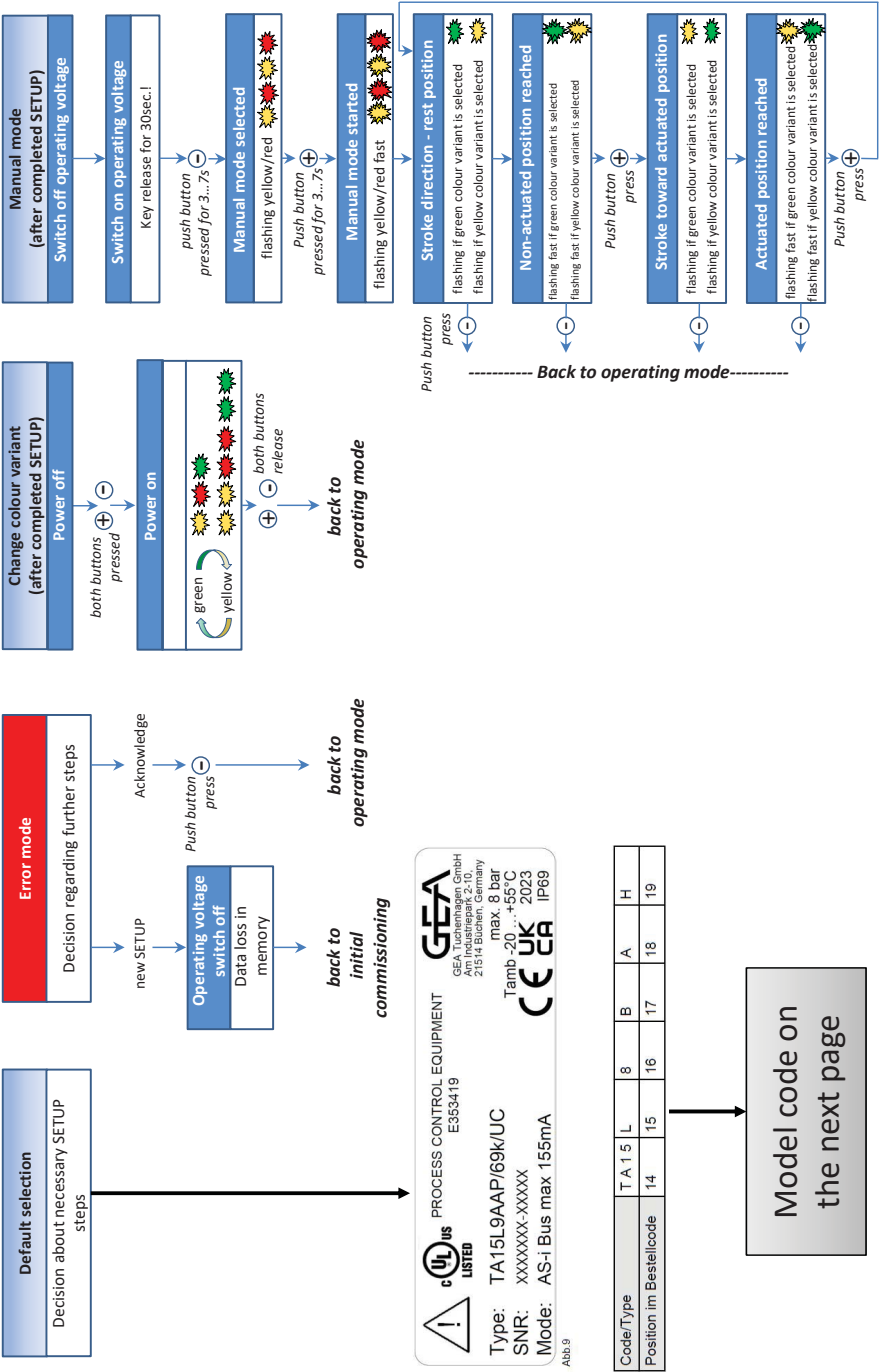 Default selection
Decision about necessary SETUP
steps
Error mode
Decision regarding further steps
new SETUP
Operating voltage
switch off
Data loss in
memory
back to
initial
commissioning
Acknowledge
Push button
press
-
back to
operating mode
Change colour variant
(after completed SETUP)
Power off
both buttons
pressed
+ -
Power on
green
yellow
+ -
both buttons
release
back to
operating mode
Manual mode
(after completed SETUP)
Switch off operating voltage
Switch on operating voltage
Key release for 30sec.!
push button
pressed for 3...7s
-
Manual mode selected
flashing yellow/red
Push button
pressed for 3...7s
+
Manual mode started
flashing yellow/red fast
Stroke direction - rest position
flashing if green colour variant is selected
flashing if yellow colour variant is selected
Push button
press
-
Non-actuated position reached
flashing fast if green colour variant is selected
flashing fast if yellow colour variant is selected
-
Push button
press
+
Stroke toward actuated position
flashing if green colour variant is selected
flashing if yellow colour variant is selected
-
Actuated position reached
flashing fast if green colour variant is selected
flashing fast if yellow colour variant is selected
-
Push button
press
+
----------- Back to operating mode----------
!
C UL US
LISTED
PROCESS CONTROL EQUIPMENT
E353419
GEA
GEA Tuchenhagen GmbH
Am Industriepark 2-10,
21514 Büchen, Germany
Type: TA15L9AAP/69k/UC
SNR: XXXXXXX-XXXXX
Mode: AS-i Bus max 155mA
max. 8 bar
Tamb -20 ...+55°C
CE UK CA 2023
IP69
Abb.9
Code/Type T A 1 5 L 8 B A H
Position im Bestellcode 14 15 16 17 18 19
Model code on
the next page